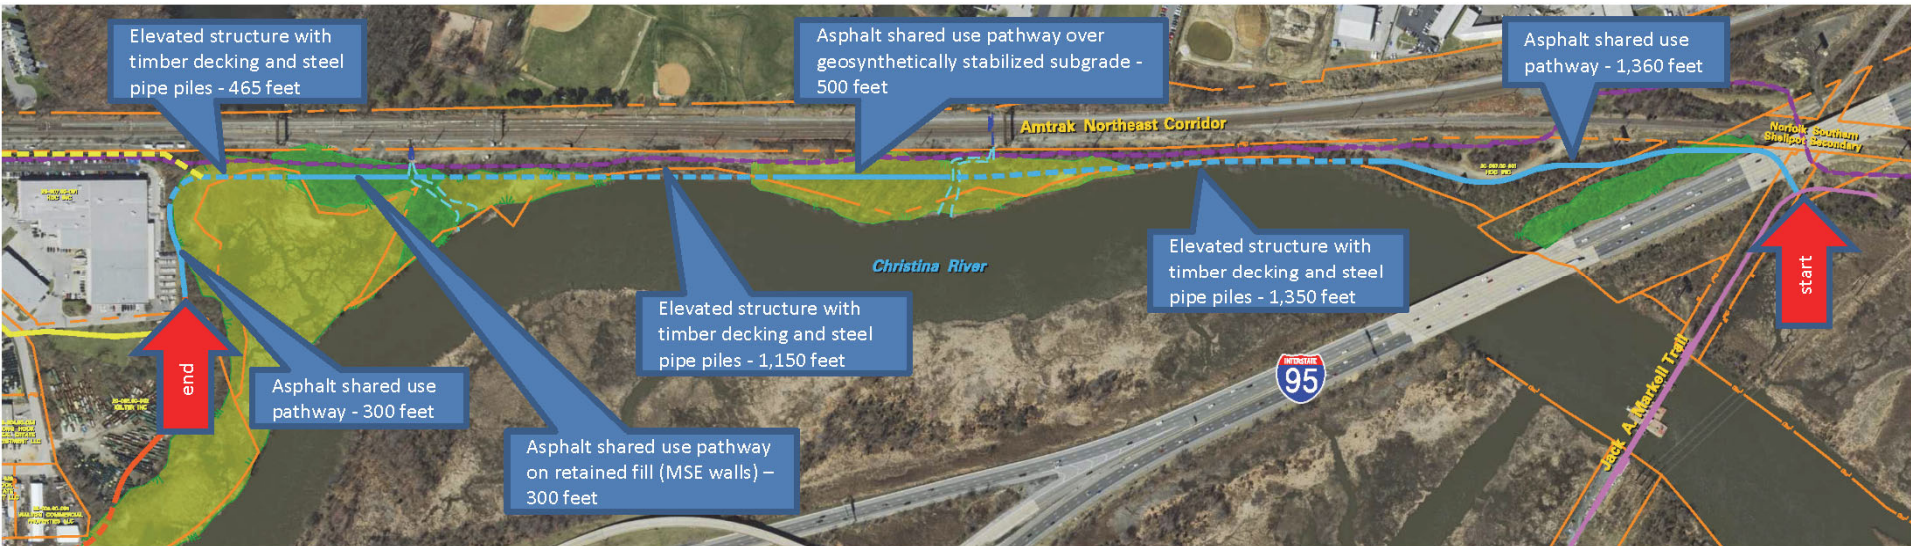 Elevated structure with
timber decking and steel
pipe piles - 465 feet
Asphalt shared use pathway over
geosynthetically stabilized subgrade -
500 feet
Asphalt shared use
pathway - 1,360 feet
Amtrak Northeast Corridor
Norfolk Southern
Shellpot Secondary
Christina River
Elevated structure with
timber decking and steel
pipe piles - 1,350 feet
start
Elevated structure with
timber decking and steel
pipe piles - 1,150 feet
INTERSTATE
95
end
Asphalt shared use
pathway - 300 feet
Jack A. Markell Trail
Asphalt shared use pathway
on retained fill (MSE walls) –
300 feet